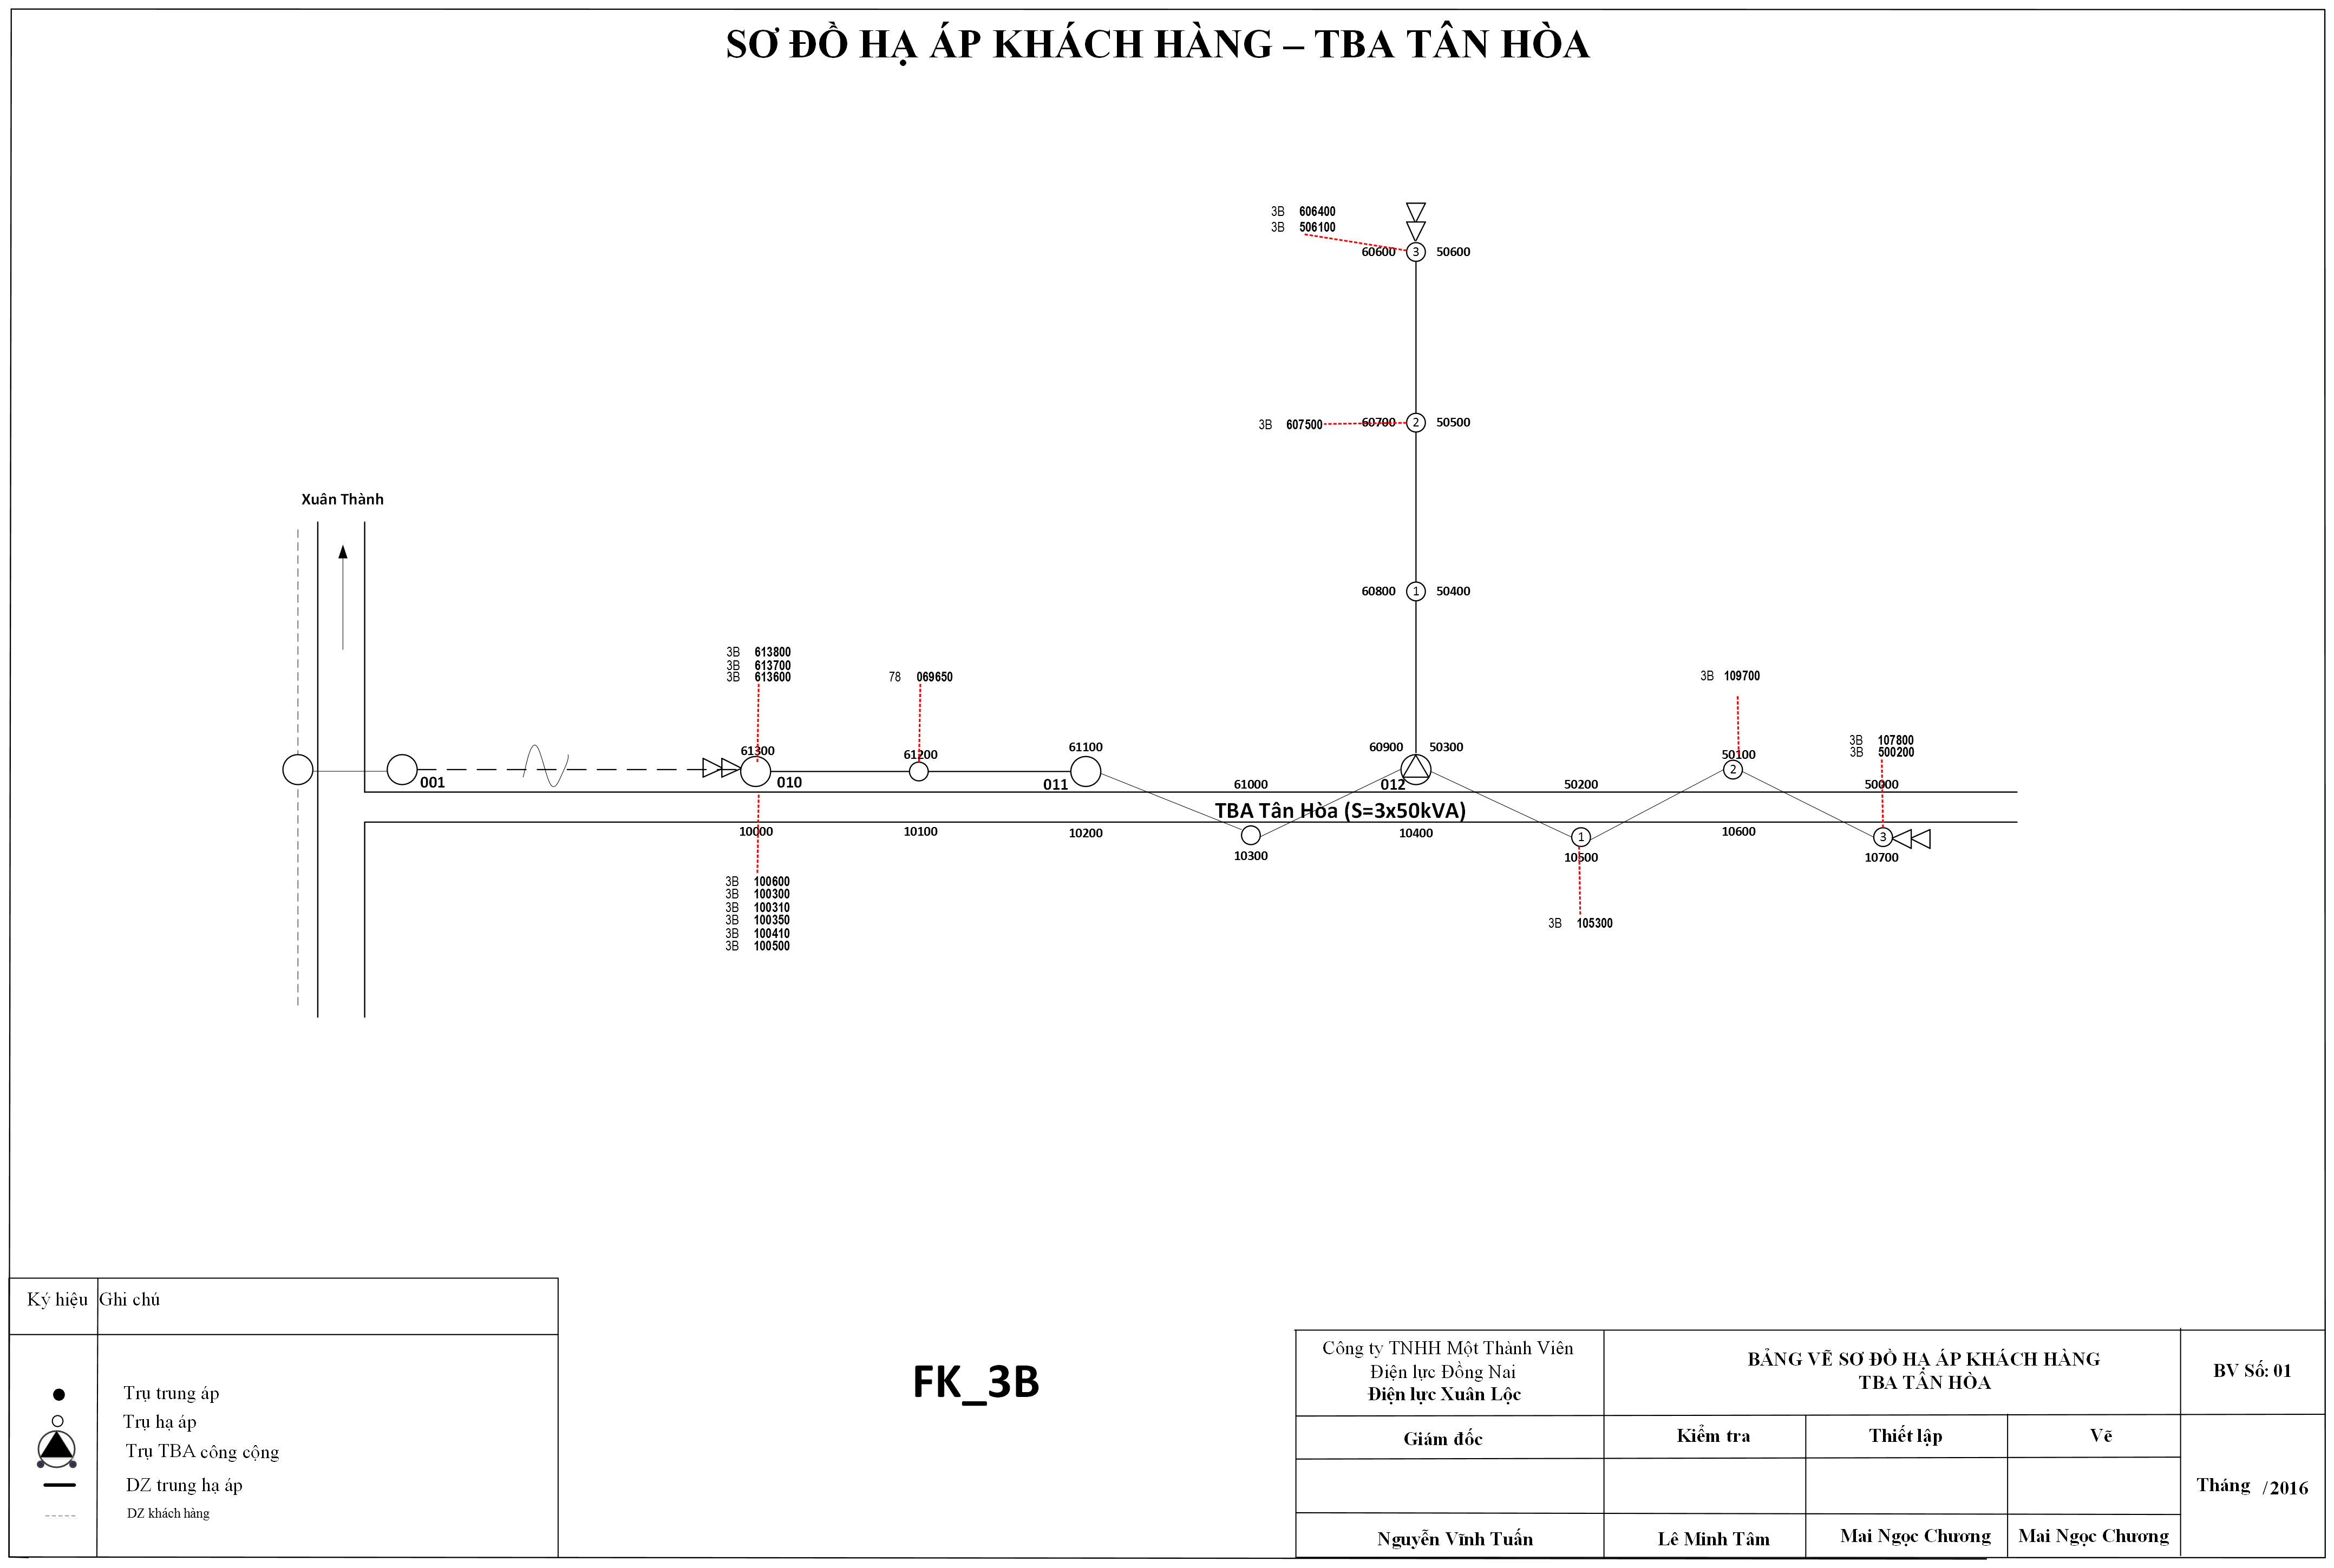 SƠ ĐỒ HẠ ÁP KHÁCH HÀNG – TBA TÂN HÒA
3B 606400
3B 506100
60600 3 50600
3B 607500 60700 2 50500
Xuân Thành
60800 1 50400
3B 613800
3B 613700
3B 613600
78 069650
3B 109700
3B 107800
3B 500200
61300 61200 61100 60900 50300 50100
2
001 010 011 61000 012 50200 50000
TBA Tân Hòa (S=3x50kVA)
10000 10100 10200 10400 10600
1 3
10300 10500 10700
3B 100600
3B 100300
3B 100310
3B 100350
3B 100410
3B 100500
3B 105300
Ký hiệu Ghi chú
Trụ trung áp
Trụ hạ áp
Trụ TBA công cộng
DZ trung hạ áp
DZ khách hàng
FK_3B
Công ty TNHH Một Thành Viên
Điện lực Đồng Nai
Điện lực Xuân Lộc
BẢNG VẼ SƠ ĐỒ HẠ ÁP KHÁCH HÀNG
TBA TÂN HÒA
BV Số: 01
Giám đốc Kiểm tra Thiết lập Vẽ
Tháng /2016
Nguyễn Vĩnh Tuấn Lê Minh Tâm Mai Ngọc Chương Mai Ngọc Chương